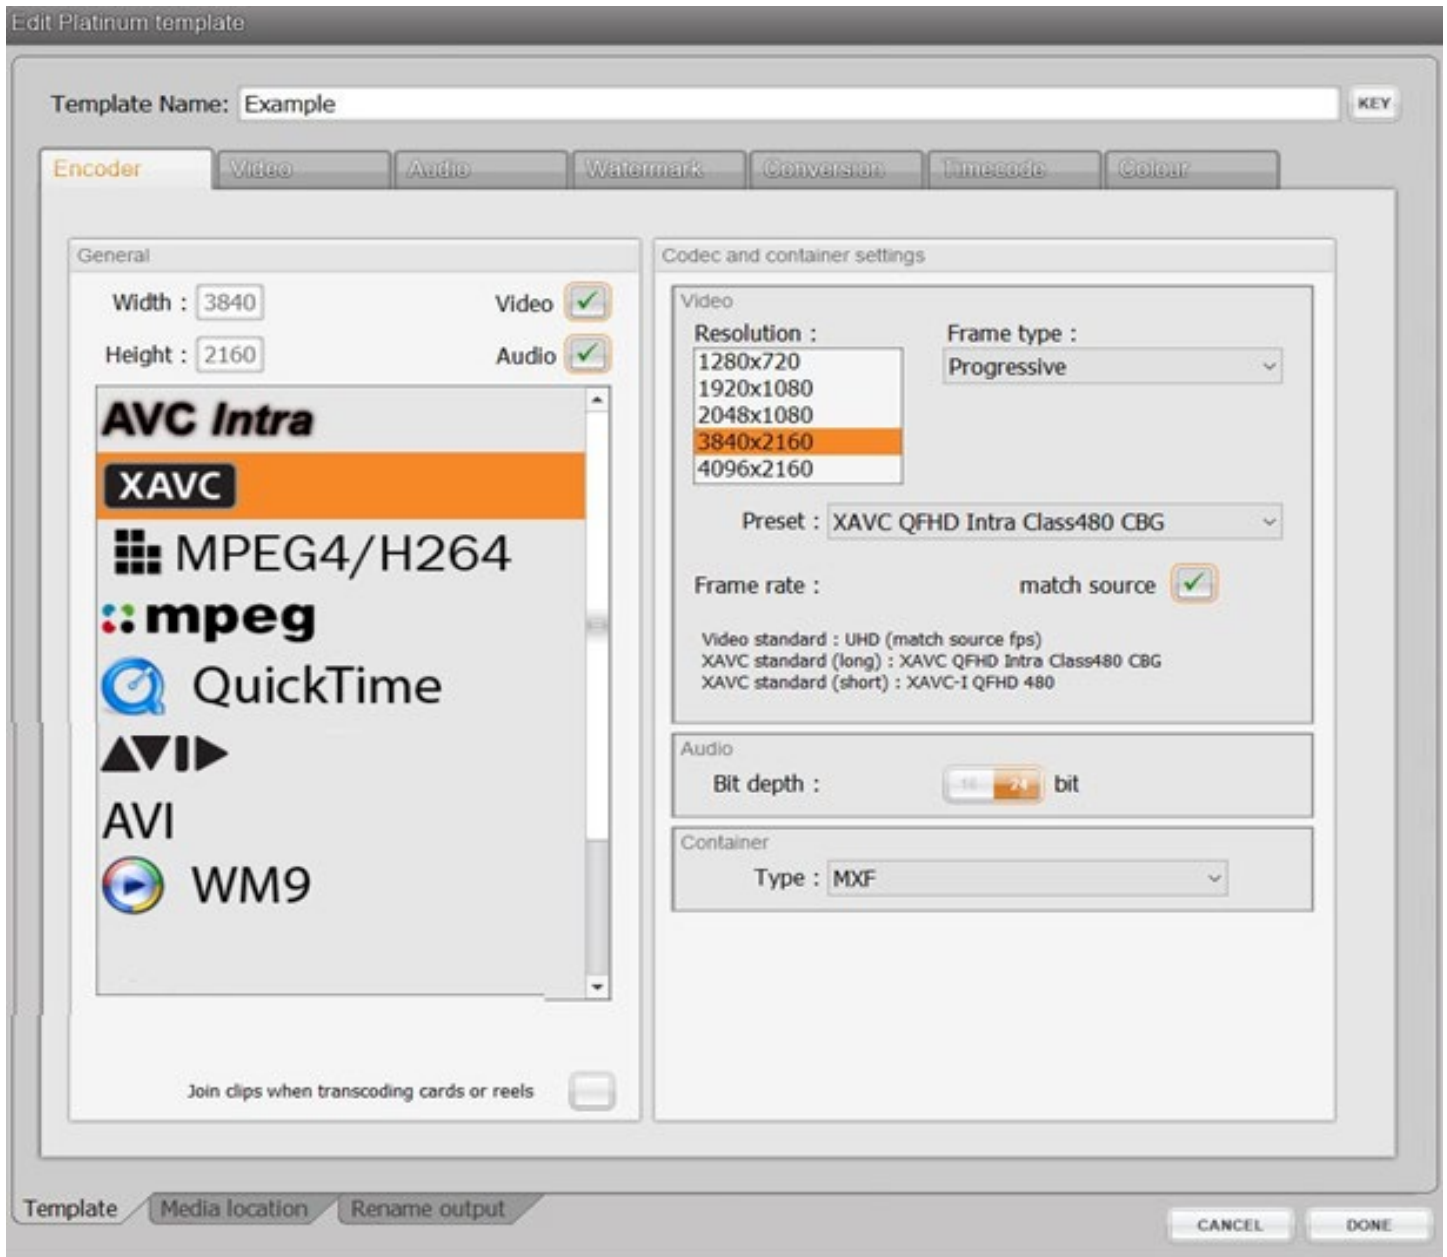 Edit Platinum template
Template Name: Example
KEY
Encoder
Video
Audio
Watermark
Conversion
Timecode
Colour
General
Width : 3840
Video
Height : 2160
Audio
AVC Intra
XAVC
MPEG4/H264
mpeg
QuickTime
AVID
AVI
WM9
Join clips when transcoding cards or reels
Codec and container settings
Video
Resolution :
1280x720
1920x1080
2048x1080
3840x2160
4096x2160
Frame type :
Progressive
Preset : XAVC QFHD Intra Class480 CBG
Frame rate :
match source
Video standard : UHD (match source fps)
XAVC standard (long) : XAVC QFHD Intra Class480 CBG
XAVC standard (short) : XAVC-I QFHD 480
Audio
Bit depth : 16 24 bit
Container
Type : MXF
Template
Media location
Rename output
CANCEL
DONE